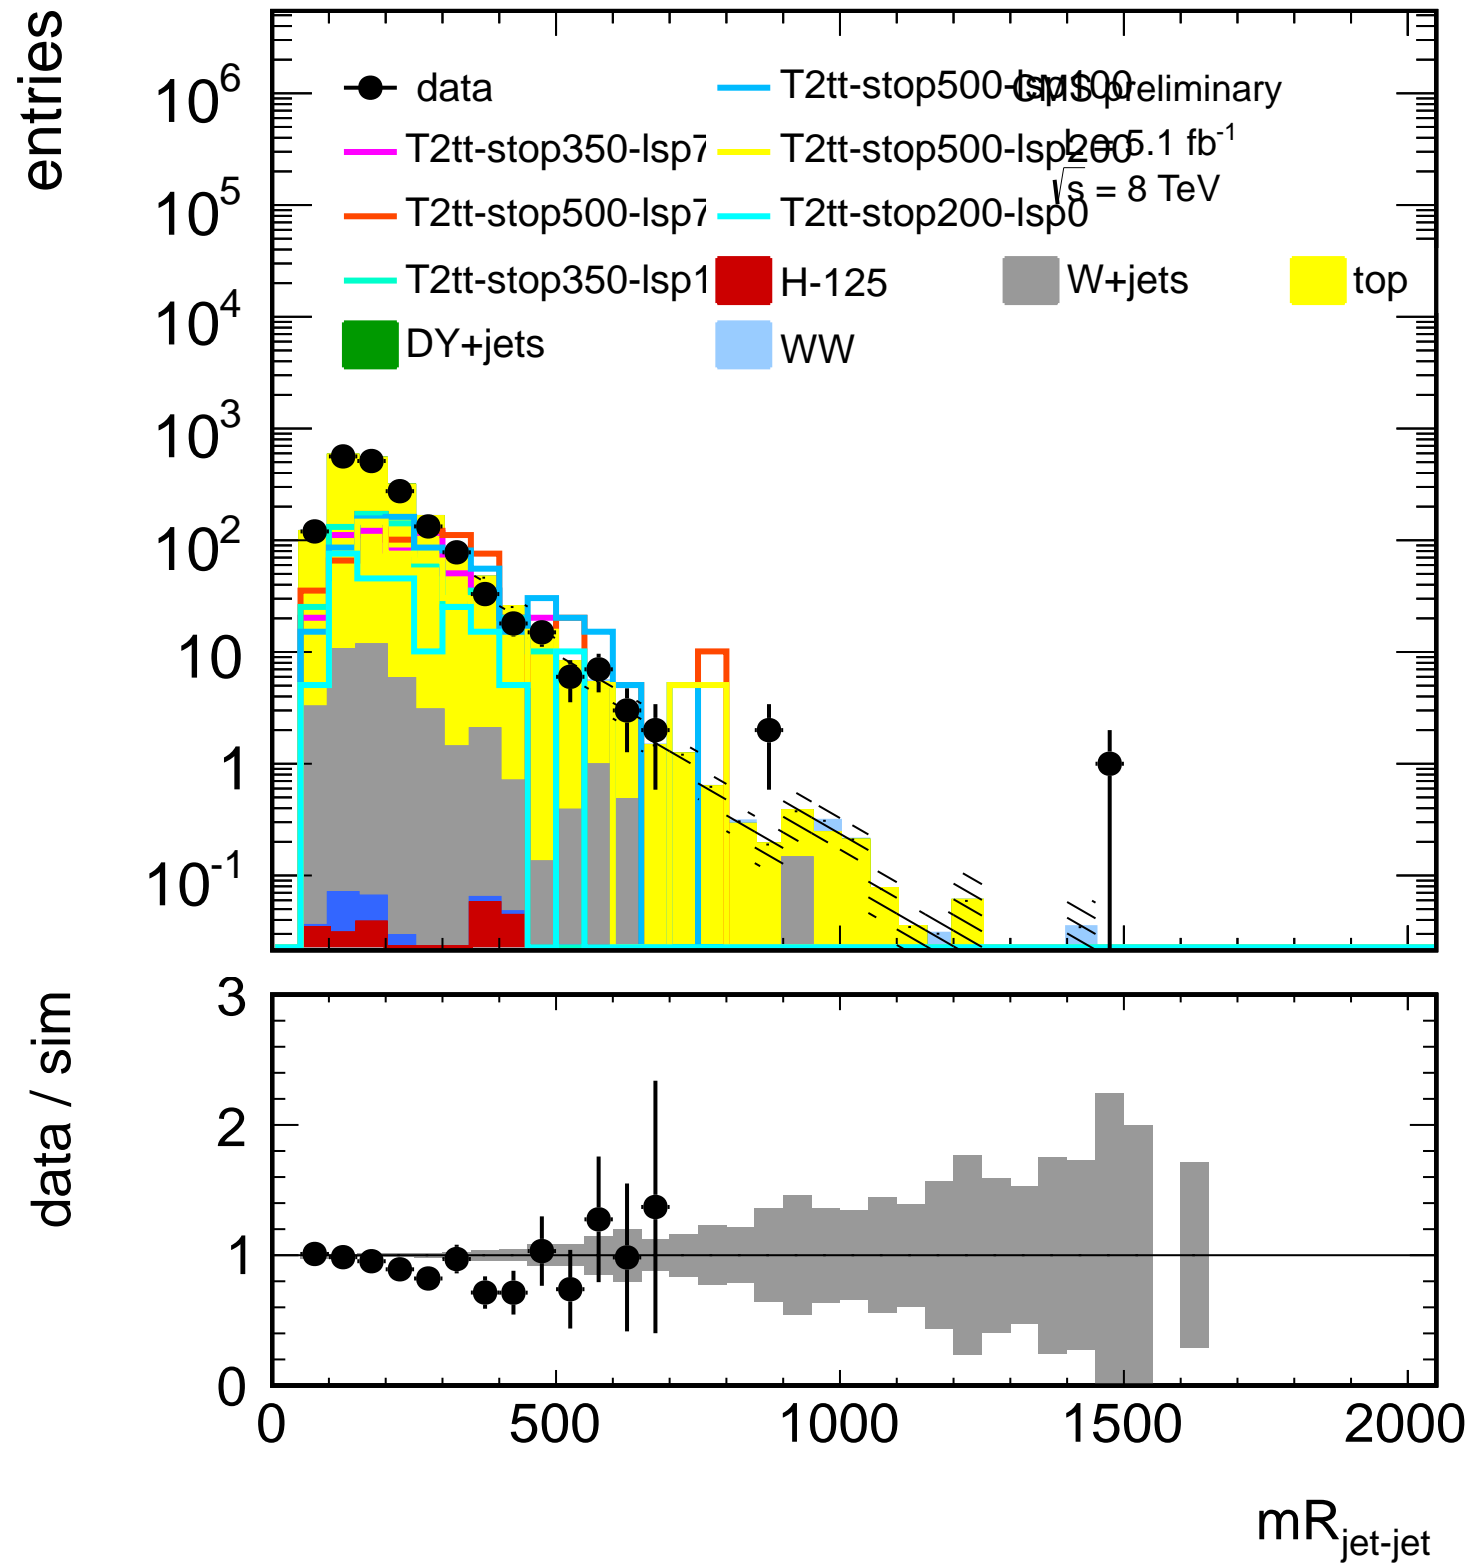 entries
10^6
10^5
10^4
10^3
10^2
10
1
10^-1
data
T2tt-stop500-lsp100
CMS preliminary
T2tt-stop350-lsp7
T2tt-stop500-lsp200
L = 5.1 fb^-1
√s = 8 TeV
T2tt-stop500-lsp7
T2tt-stop200-lsp0
T2tt-stop350-lsp1
H-125
W+jets
top
DY+jets
WW
data / sim
3
2
1
0
0 500 1000 1500 2000
mR_jet-jet